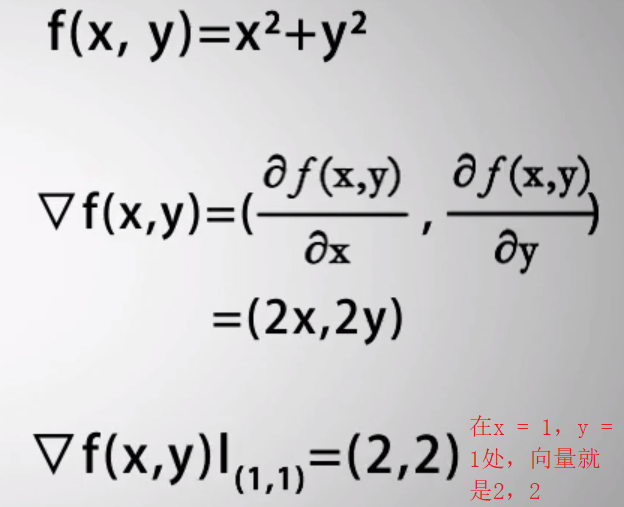 f(x, y)=x²+y²
∇f(x,y)=(∂f(x,y)/∂x , ∂f(x,y)/∂y)
=(2x,2y)
∇f(x,y)|(1,1)=(2,2)
在x = 1，y =
1处，向量就
是2，2